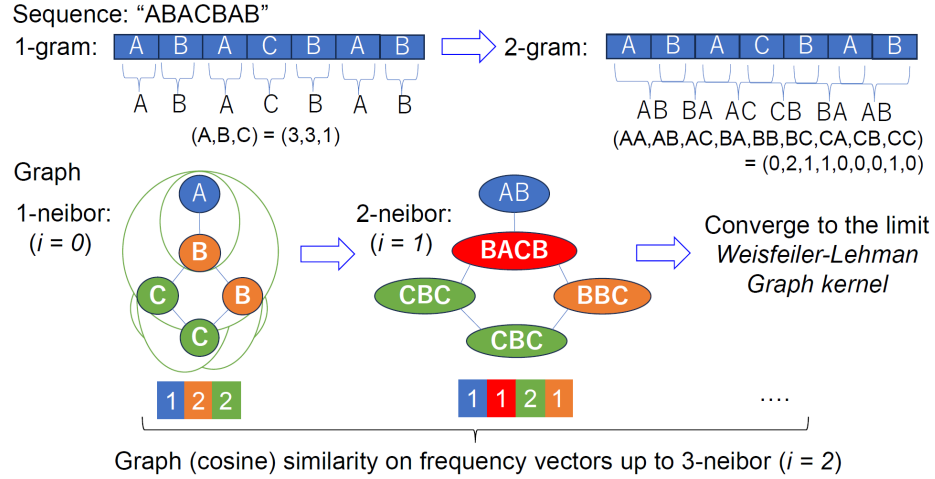 Sequence: “ABACBAB”
1-gram: A B A C B A B
A B A C B A B
(A,B,C) = (3,3,1)
2-gram: A B A C B A B
AB BA AC CB BA AB
(AA,AB,AC,BA,BB,BC,CA,CB,CC)
= (0,2,1,1,0,0,0,1,0)
Graph
1-neibor:
(i = 0)
A
B
C B
C
1 2 2
2-neibor:
(i = 1)
AB
BACB
CBC BBC
CBC
1 1 2 1
Converge to the limit
Weisfeiler-Lehman
Graph kernel
....
Graph (cosine) similarity on frequency vectors up to 3-neibor (i = 2)